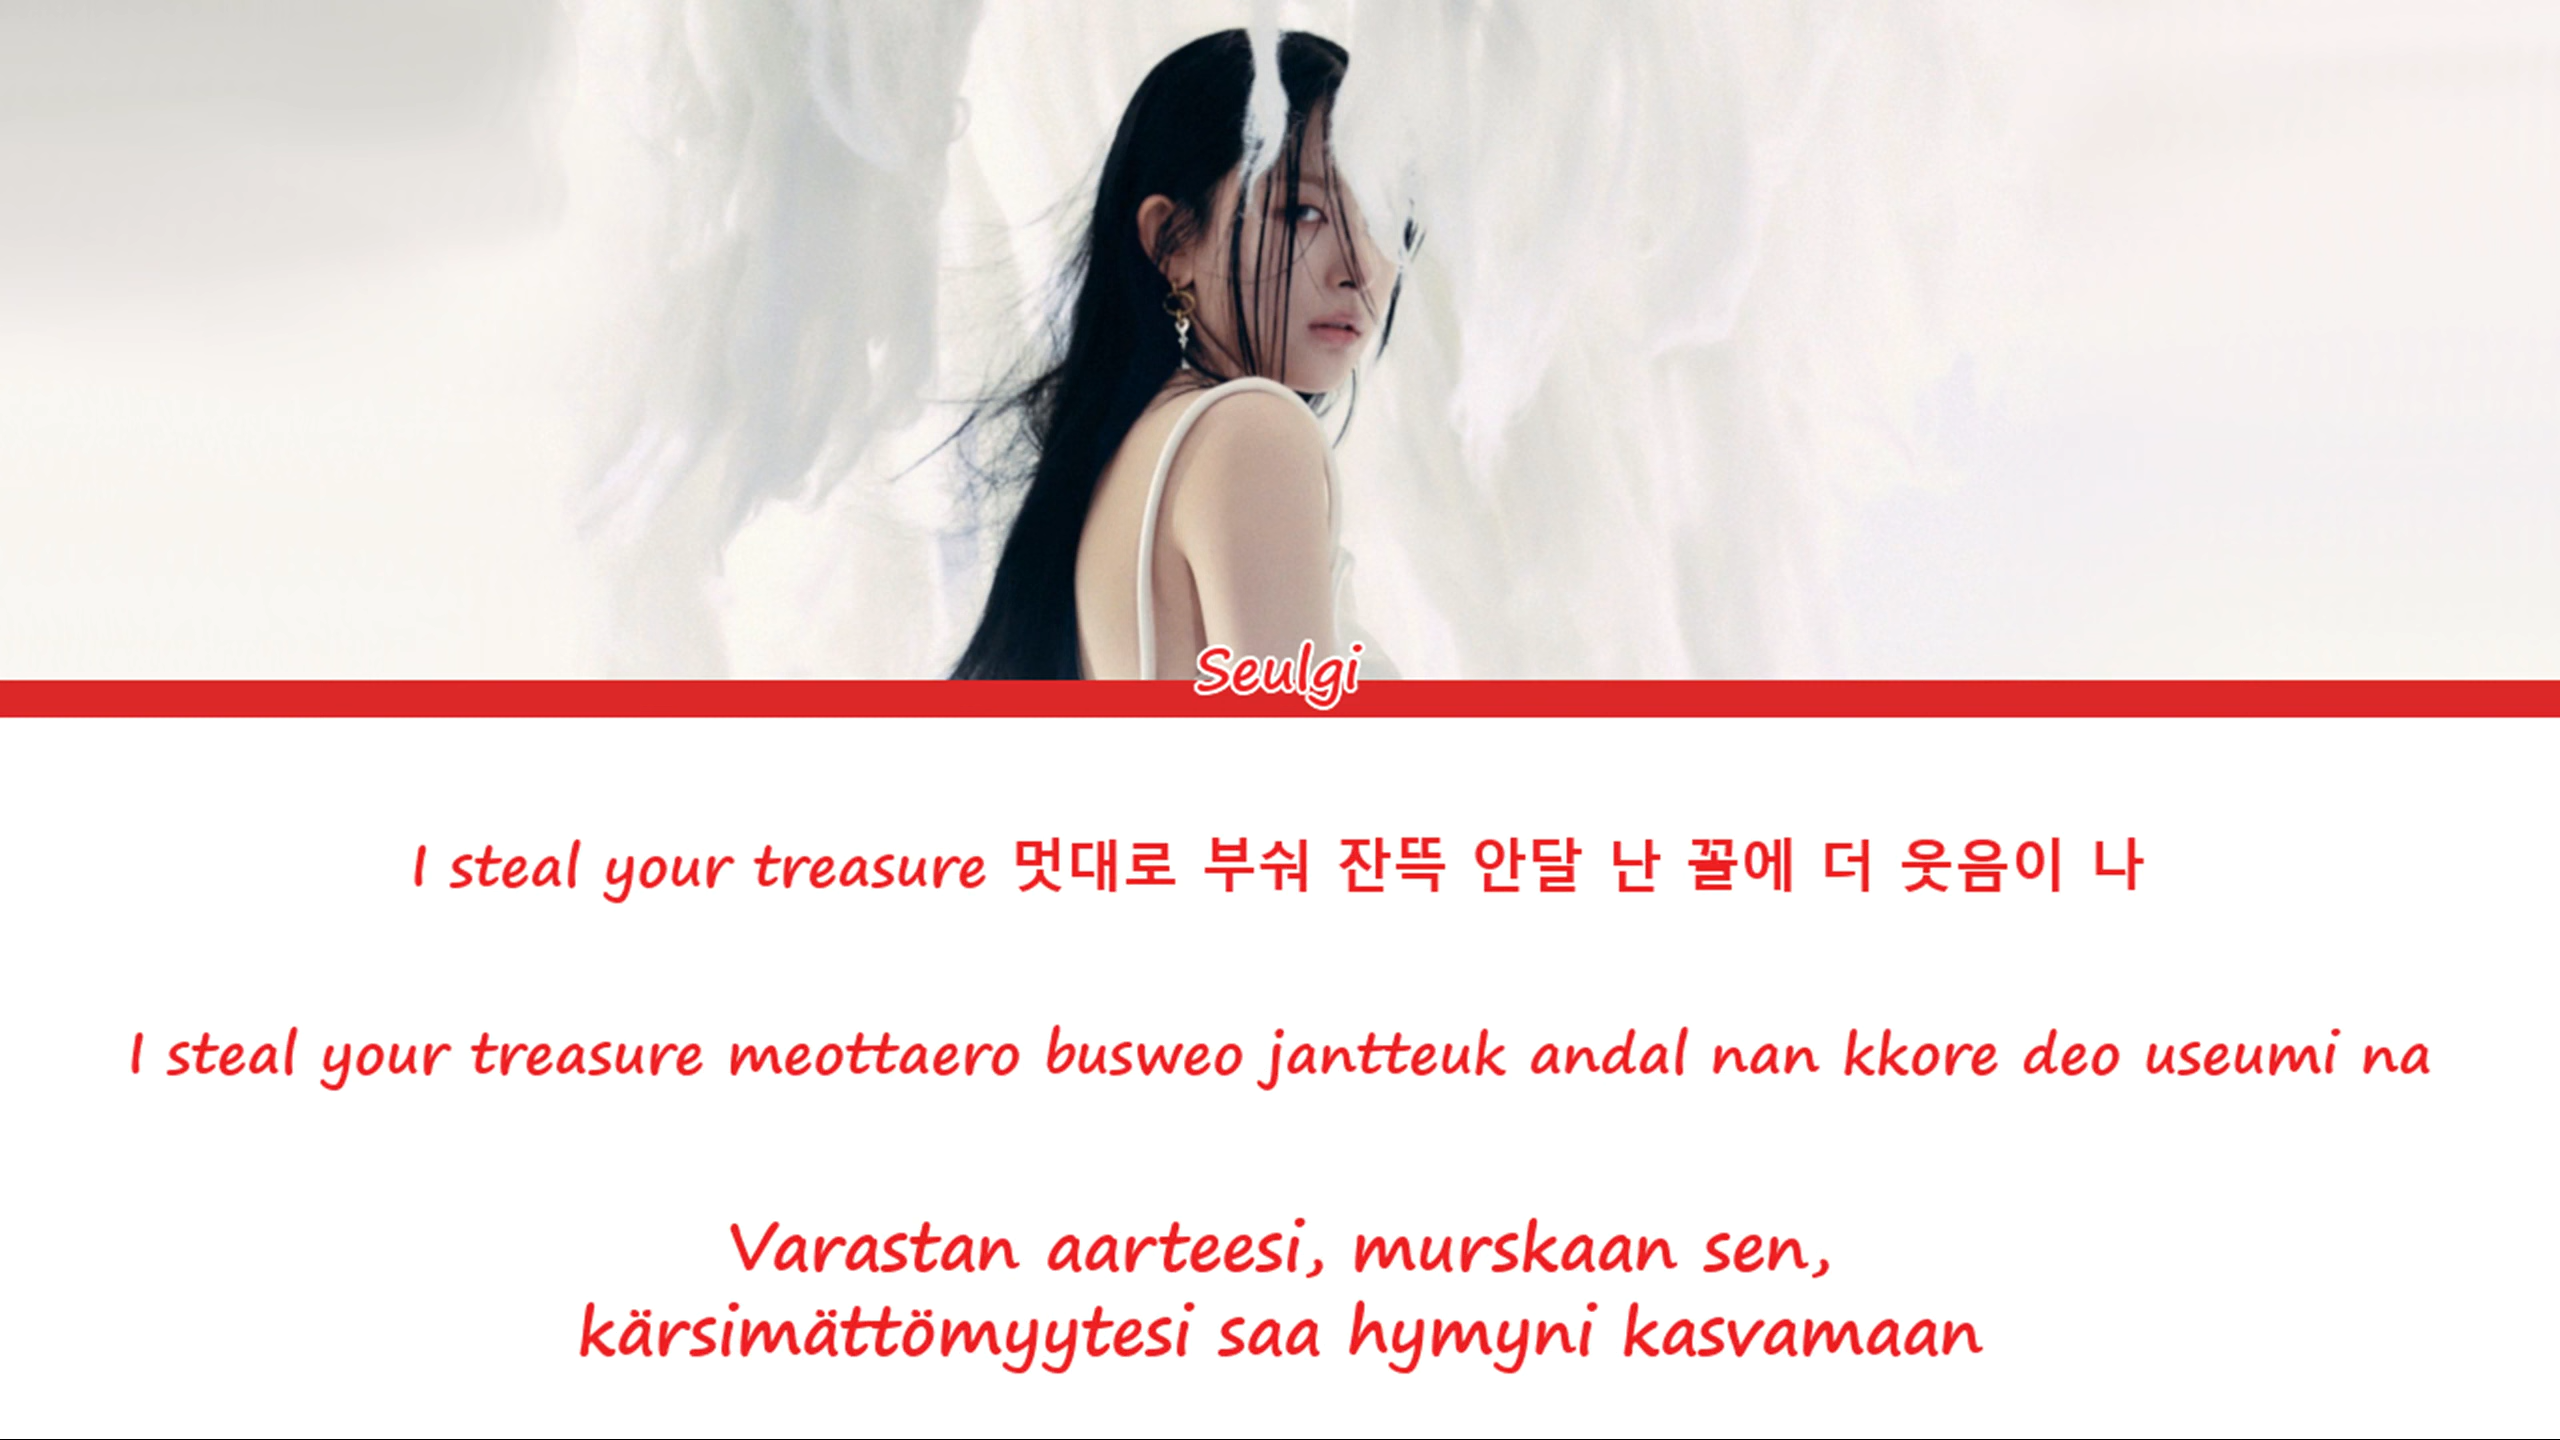 Seulgi
I steal your treasure 멋대로 부숴 잔뜩 안달 난 꼴에 더 웃음이 나
I steal your treasure meottaero busweo jantteuk andal nan kkore deo useumi na
Varastan aarteesi, murskaan sen,
kärsimättömyytesi saa hymyni kasvamaan